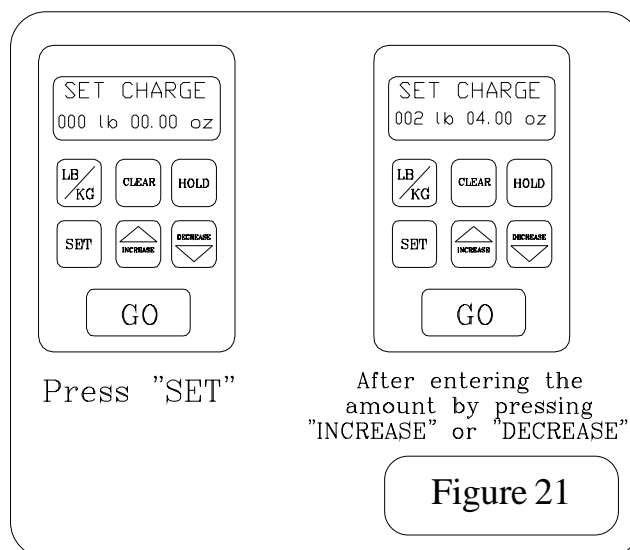 SET CHARGE
000 lb 00.00 oz
LB/KG CLEAR HOLD
SET INCREASE DECREASE
GO
Press "SET"
SET CHARGE
002 lb 04.00 oz
LB/KG CLEAR HOLD
SET INCREASE DECREASE
GO
After entering the
amount by pressing
"INCREASE" or "DECREASE"
Figure 21